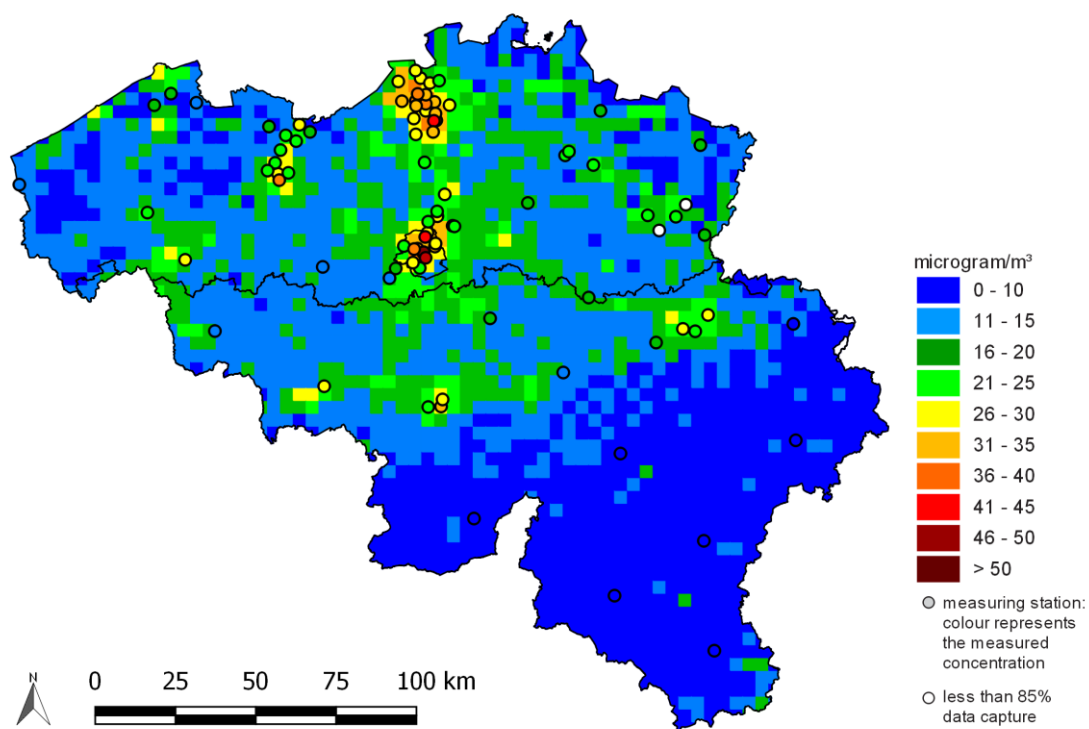 microgram/m³
0 - 10
11 - 15
16 - 20
21 - 25
26 - 30
31 - 35
36 - 40
41 - 45
46 - 50
> 50
measuring station:
colour represents
the measured
concentration
less than 85%
data capture
N
0 25 50 75 100 km